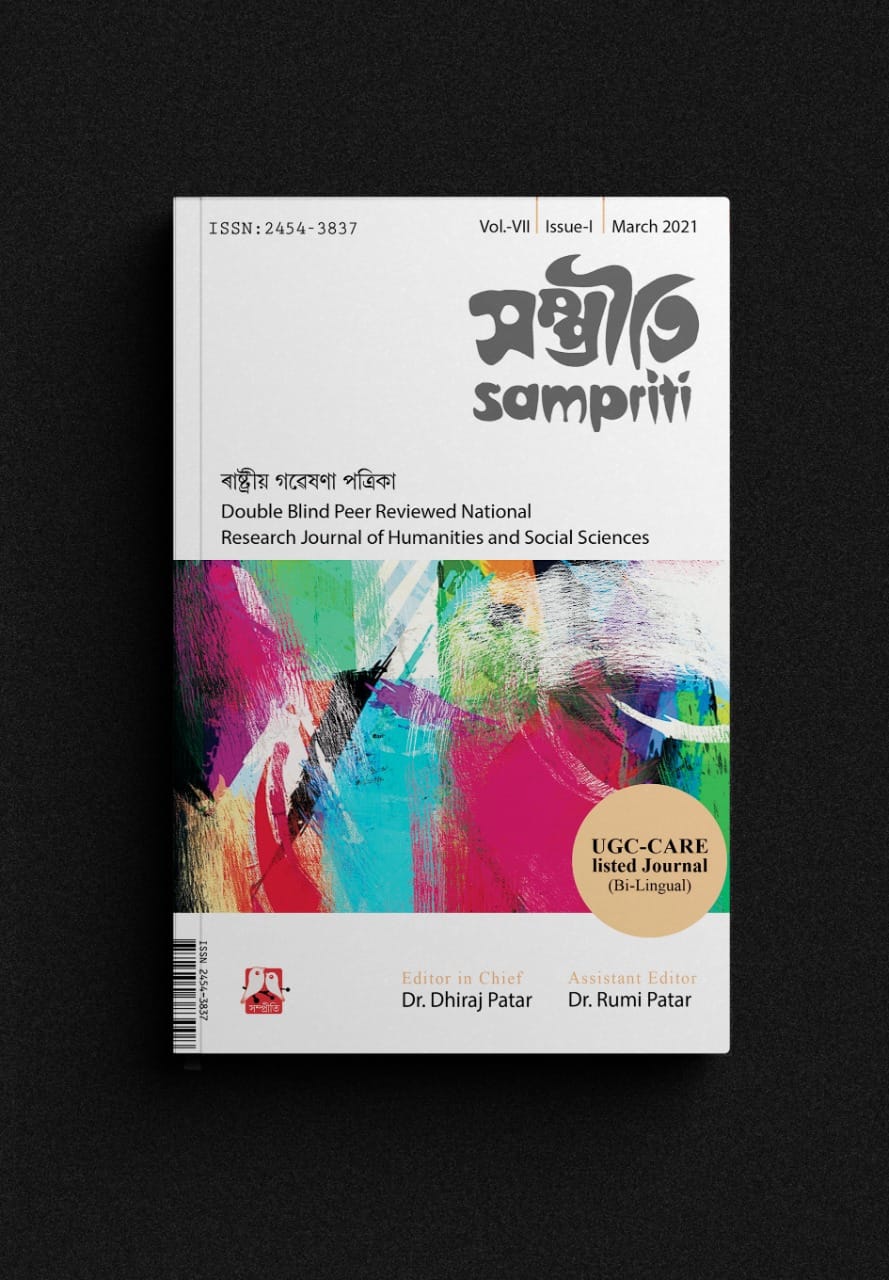 ISSN:2454-3837
Vol.-VII Issue-I March 2021
সম্প্ৰীতি
sampriti
ৰাষ্ট্ৰীয় গৱেষণা পত্ৰিকা
Double Blind Peer Reviewed National
Research Journal of Humanities and Social Sciences
UGC-CARE
listed Journal
(Bi-Lingual)
ISSN 2454-3837
সম্প্ৰীতি
Editor in Chief
Dr. Dhiraj Patar
Assistant Editor
Dr. Rumi Patar